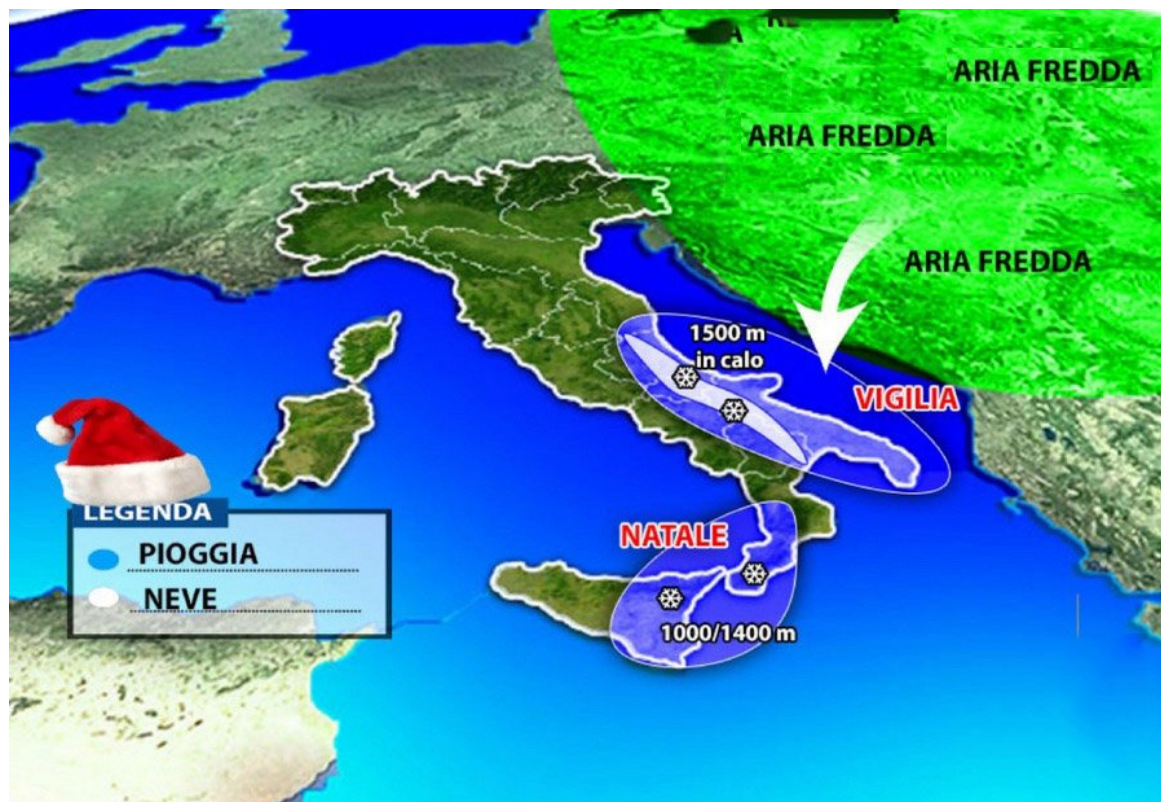 ARIA FREDDA
ARIA FREDDA
ARIA FREDDA
1500 m
in calo
VIGILIA
NATALE
1000/1400 m
LEGENDA
PIOGGIA
NEVE